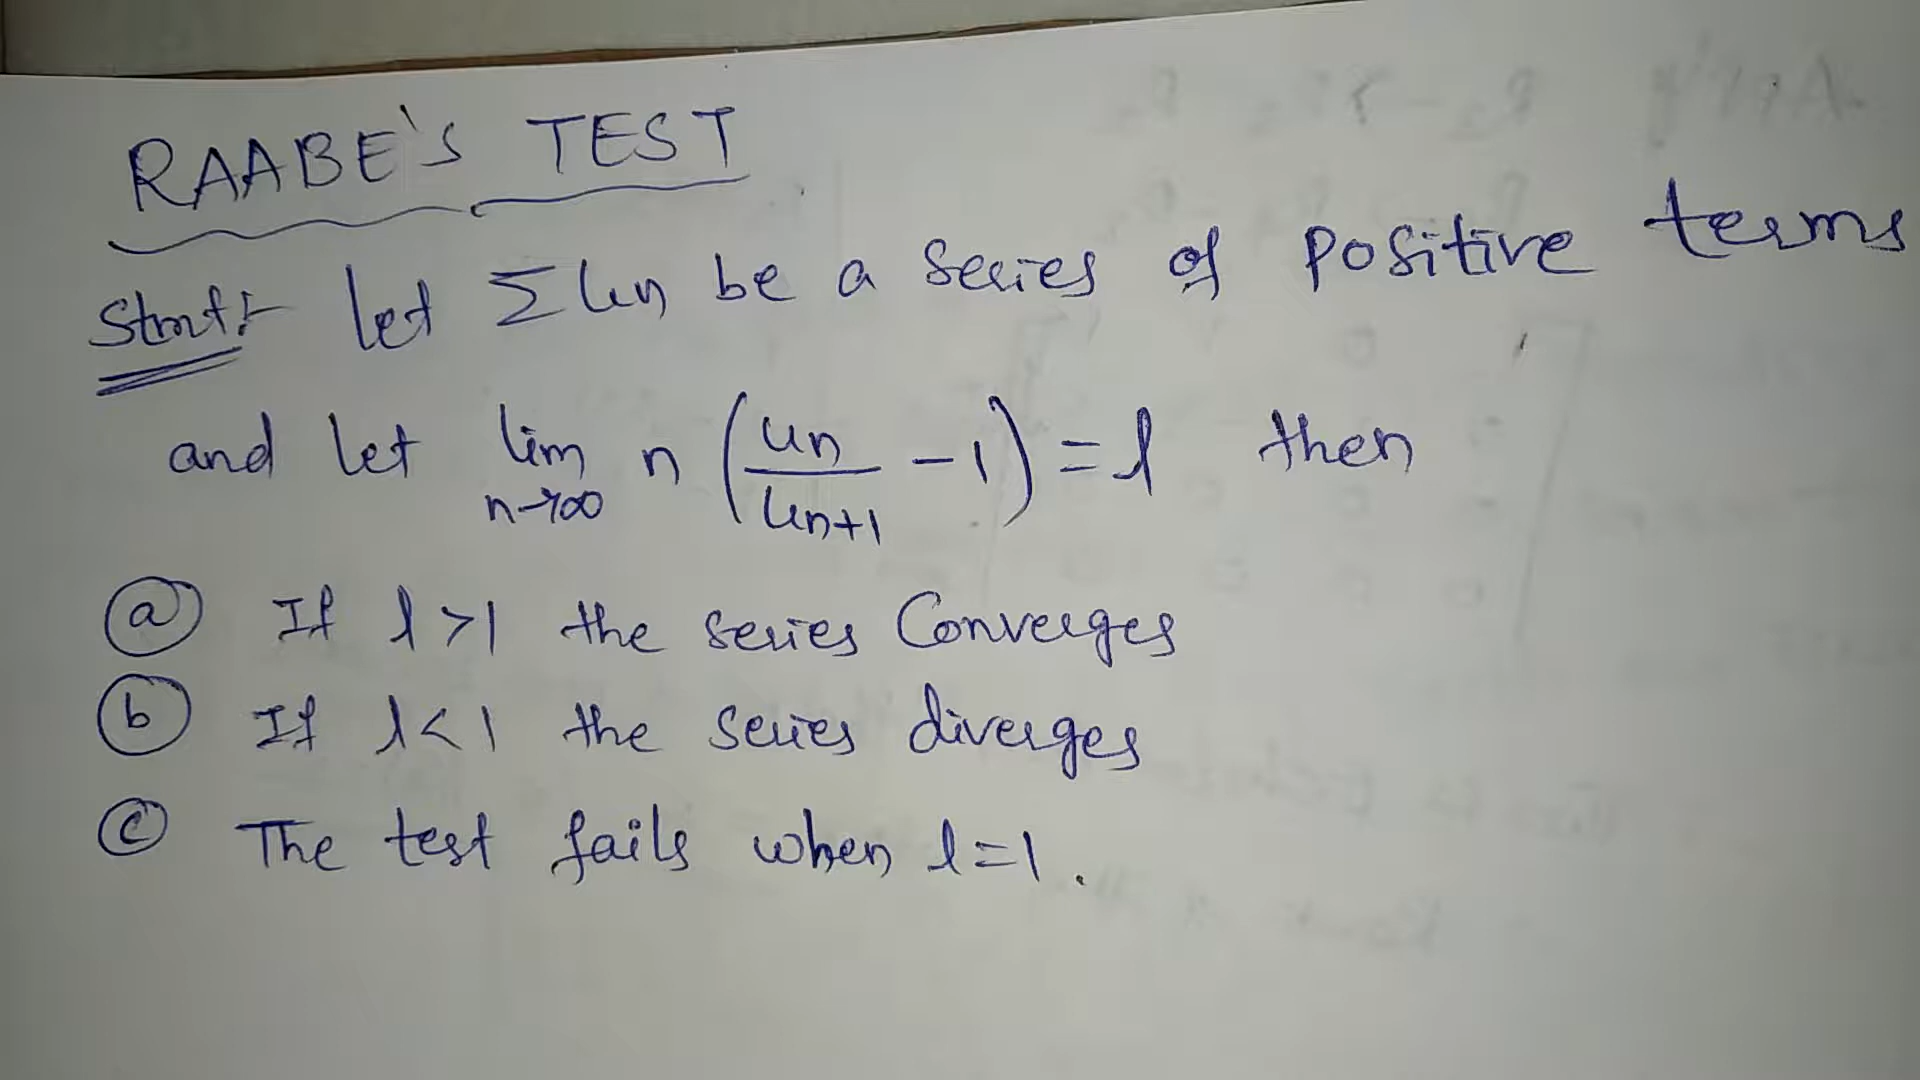 RAABE'S TEST
Stmt:- let Σun be a series of positive terms
and let lim n→∞ n (un/un+1 - 1) = l then
(a) If l>1 the series Converges
(b) If l<1 the series diverges
(c) The test fails when l=1.